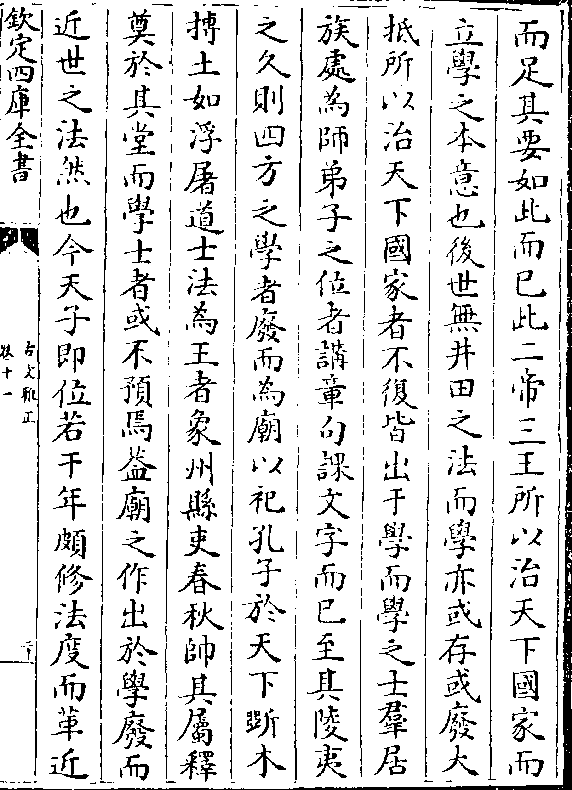 而足其要如此而已此二帝三王所以治天下國家而
立學之本意也後世無井田之法而學亦或存或廢大
抵所以治天下國家者不復皆出于學而學之士羣居
族處為師弟子之位者講章句課文字而已至其陵夷
之久則四方之學者廢而為廟以祀孔子於天下斲木
摶土如浮屠道士法為王者象州縣吏春秋帥其屬釋
奠於其堂而學士者或不預焉葢廟之作出於學廢而
近世之法然也今天子即位若干年頗修法度而革近
欽定四庫全書
古文雅正
卷十一